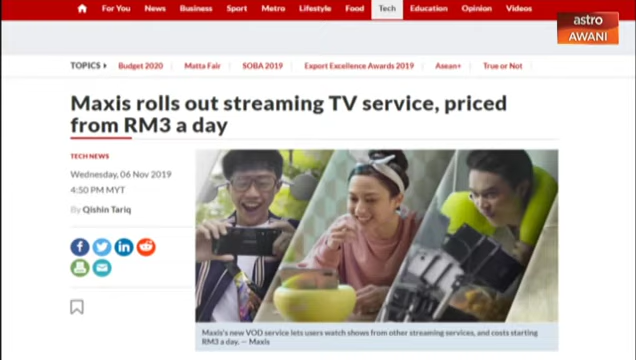 For You News Business Sport Metro Lifestyle Food Tech Education Opinion Videos
astro
AWANI
TOPICS Budget 2020 Matta Fair SOBA 2019 Export Excellence Awards 2019 Asean+ True or Not
Maxis rolls out streaming TV service, priced
from RM3 a day
TECH NEWS
Wednesday, 06 Nov 2019
4:50 PM MYT
By Qishin Tariq
Maxis's new VOD service lets users watch shows from other streaming services, and costs starting
RM3 a day. — Maxis